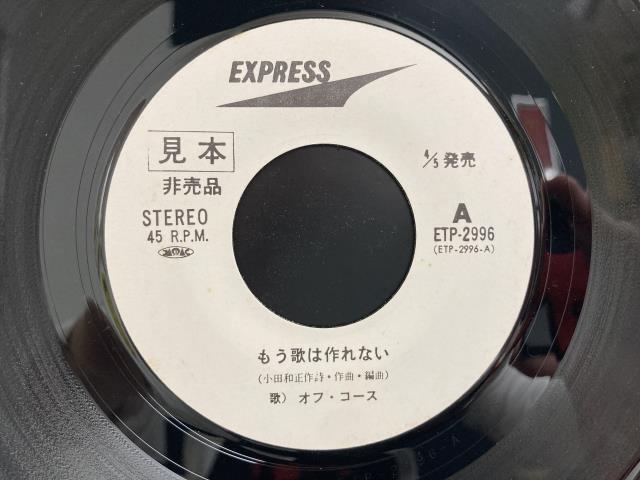 EXPRESS
見本
非売品
4/5 発売
STEREO
45 R.P.M.
A
ETP-2996
(ETP-2996-A)
もう歌は作れない
(小田和正作詩・作曲・編曲)
歌) オフ・コース